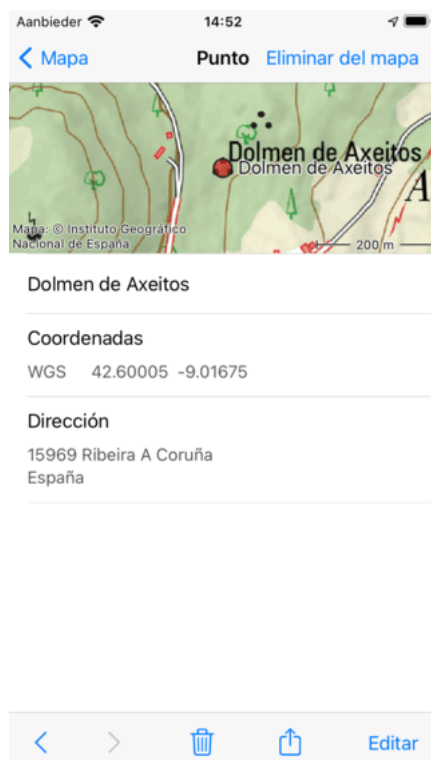 Aanbieder 14:52
Mapa Punto Eliminar del mapa
Dolmen de Axeitos
Dolmen de Axeitos
A
Mapa: © Instituto Geográfico
Nacional de España
200 m
Dolmen de Axeitos
Coordenadas
WGS 42.60005 -9.01675
Dirección
15969 Ribeira A Coruña
España
Editar